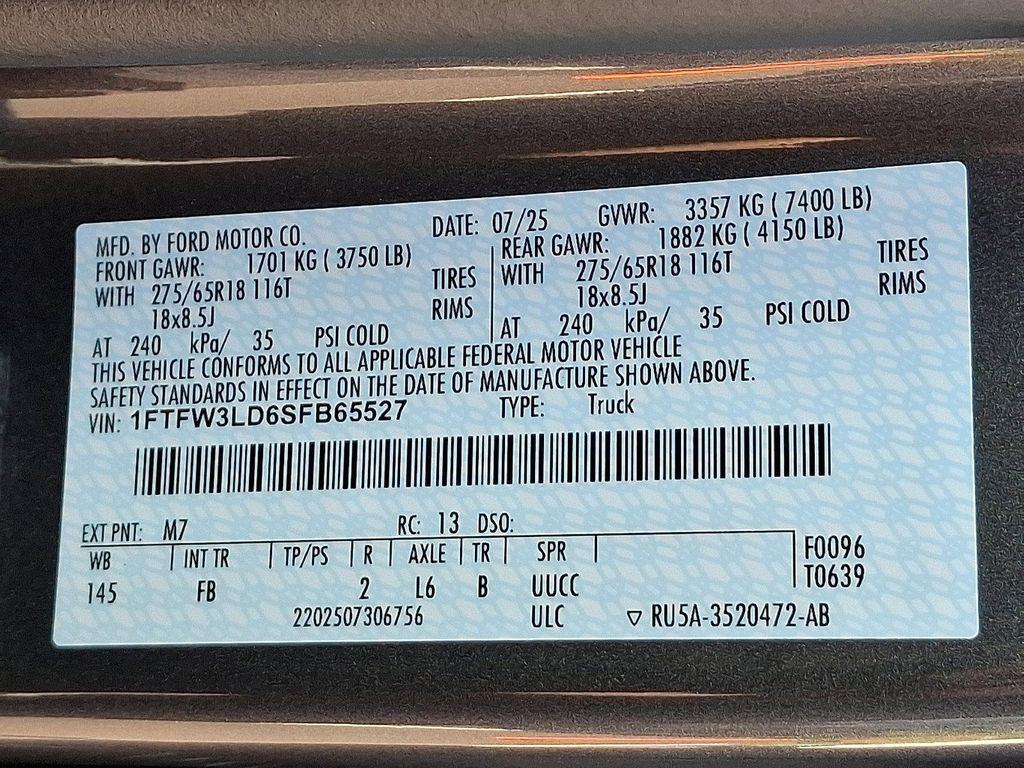 MFD. BY FORD MOTOR CO. DATE: 07/25 GVWR: 3357 KG ( 7400 LB)
FRONT GAWR: 1701 KG ( 3750 LB) REAR GAWR: 1882 KG ( 4150 LB)
WITH 275/65R18 116T TIRES WITH 275/65R18 116T TIRES
18x8.5J RIMS 18x8.5J RIMS
AT 240 kPa/ 35 PSI COLD AT 240 kPa/ 35 PSI COLD
THIS VEHICLE CONFORMS TO ALL APPLICABLE FEDERAL MOTOR VEHICLE
SAFETY STANDARDS IN EFFECT ON THE DATE OF MANUFACTURE SHOWN ABOVE.
VIN: 1FTFW3LD6SFB65527 TYPE: Truck
EXT PNT: M7 RC: 13 DSO:
WB INT TR TP/PS R AXLE TR SPR F0096
145 FB 2 L6 B UUCC T0639
2202507306756 ULC ▽ RU5A-3520472-AB